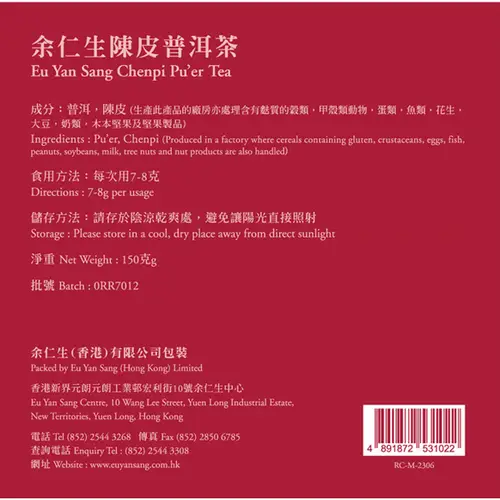 余仁生陳皮普洱茶
Eu Yan Sang Chenpi Pu'er Tea
成分：普洱，陳皮 (生產此產品的廠房亦處理含有麩質的穀類，甲殼類動物，蛋類，魚類，花生，
大豆，奶類，木本堅果及堅果製品)
Ingredients : Pu'er, Chenpi (Produced in a factory where cereals containing gluten, crustaceans, eggs, fish,
peanuts, soybeans, milk, tree nuts and nut products are also handled)
食用方法：每次用7-8克
Directions : 7-8g per usage
儲存方法：請存於陰涼乾爽處，避免讓陽光直接照射
Storage : Please store in a cool, dry place away from direct sunlight
淨重 Net Weight : 150克g
批號 Batch : 0RR7012
余仁生(香港)有限公司包裝
Packed by Eu Yan Sang (Hong Kong) Limited
香港新界元朗元朗工業邨宏利街10號余仁生中心
Eu Yan Sang Centre, 10 Wang Lee Street, Yuen Long Industrial Estate,
New Territories, Yuen Long, Hong Kong
電話 Tel (852) 2544 3268 傳真 Fax (852) 2850 6785
查詢電話 Enquiry Tel : (852) 2544 3308
網址 Website : www.euyansang.com.hk
4 891872 531022
RC-M-2306